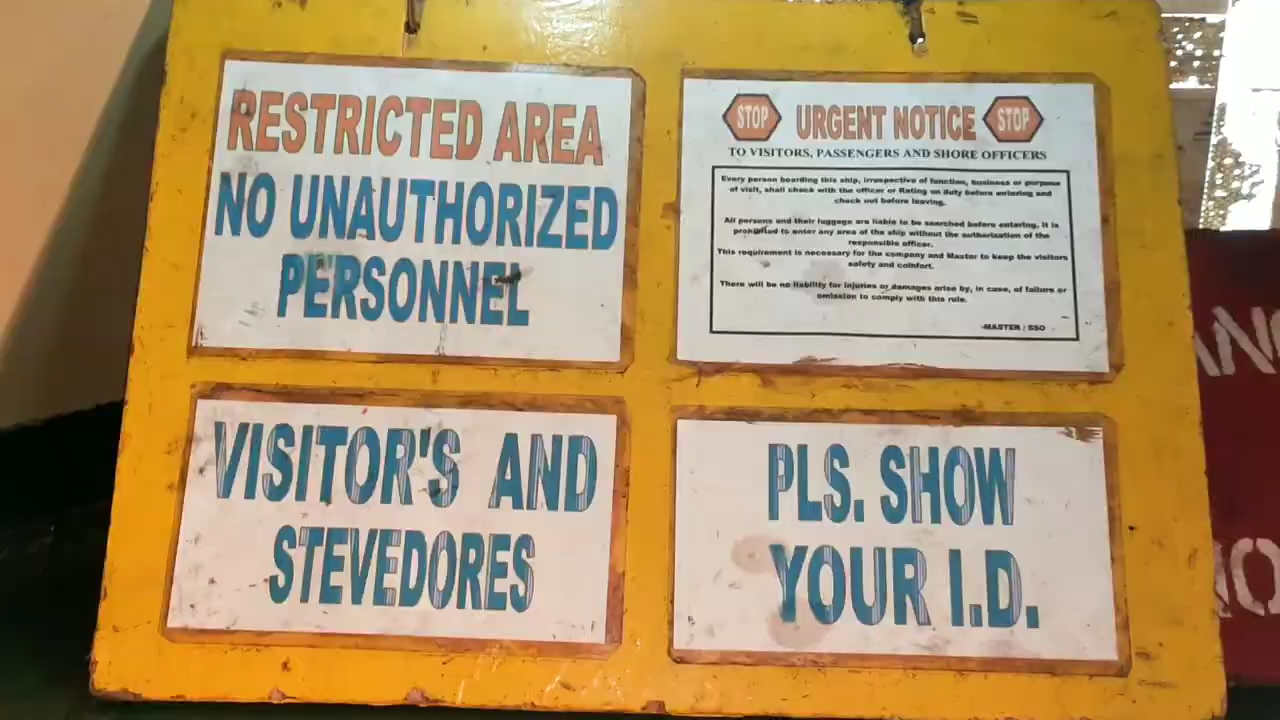 RESTRICTED AREA
NO UNAUTHORIZED
PERSONNEL
STOP URGENT NOTICE STOP
TO VISITORS, PASSENGERS AND SHORE OFFICERS
Every person boarding this ship, irrespective of function, business or purpose
of visit, shall check with the officer or Rating on duty before entering and
check out before leaving,
All persons and their luggage are liable to be searched before entering, it is
prohibited to enter any area of the ship without the authorization of the
responsible officer.
This requirement is necessary for the company and Master to keep the visitors
safety and comfort.
There will be no liability for injuries or damages arise by, in case, of failure or
omission to comply with this rule.
-MASTER / SSO
VISITOR'S AND
STEVEDORES
PLS. SHOW
YOUR I.D.